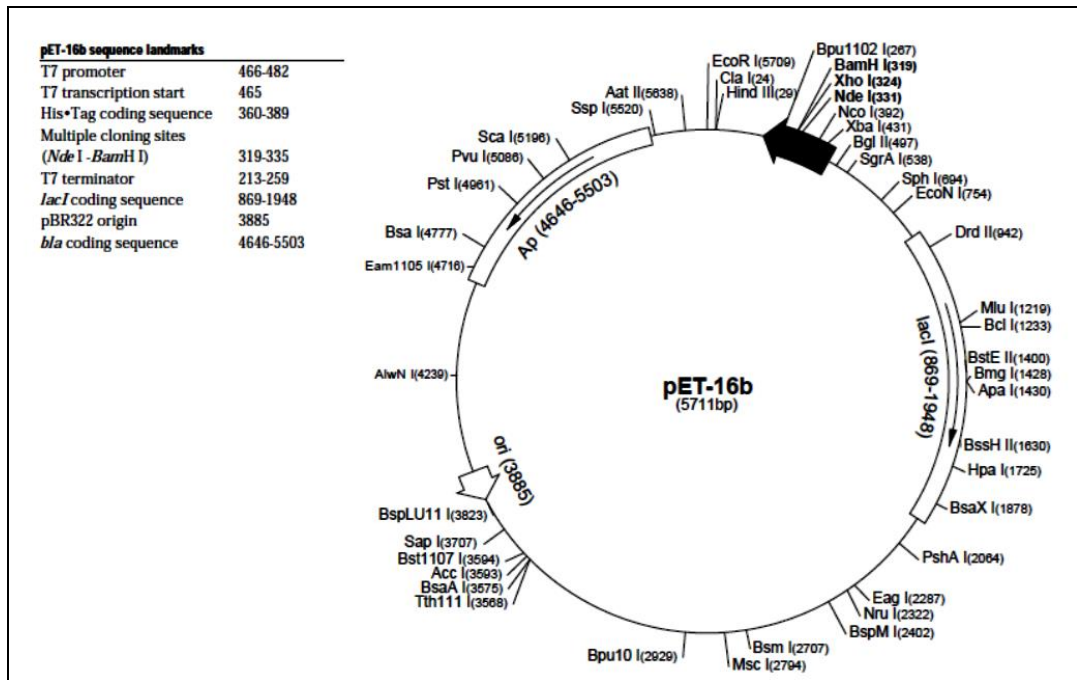 pET-16b sequence landmarks
T7 promoter 466-482
T7 transcription start 465
His•Tag coding sequence 360-389
Multiple cloning sites
(Nde I -BamH I) 319-335
T7 terminator 213-259
lacI coding sequence 869-1948
pBR322 origin 3885
bla coding sequence 4646-5503
EcoR I(5709)
Cla I(24)
Hind III(29)
Bpu1102 I(267)
BamH I(319)
Xho I(324)
Nde I(331)
Nco I(392)
Xba I(431)
Bgl II(497)
SgrA I(538)
Sph I(694)
EcoN I(754)
Drd II(942)
Mlu I(1219)
Bcl I(1233)
BstE II(1400)
Bmg I(1428)
Apa I(1430)
BssH II(1630)
Hpa I(1725)
BsaX I(1878)
PshA I(2064)
Eag I(2287)
Nru I(2322)
BspM I(2402)
Bsm I(2707)
Msc I(2794)
Bpu10 I(2929)
Tth111 I(3568)
BsaA I(3575)
Acc I(3593)
Bst1107 I(3594)
Sap I(3707)
BspLU11 I(3823)
AlwN I(4239)
Eam1105 I(4716)
Bsa I(4777)
Pst I(4961)
Pvu I(5086)
Sca I(5196)
Ssp I(5520)
Aat II(5638)
Ap (4646-5503)
lacI (869-1948)
ori (3885)
pET-16b
(5711bp)